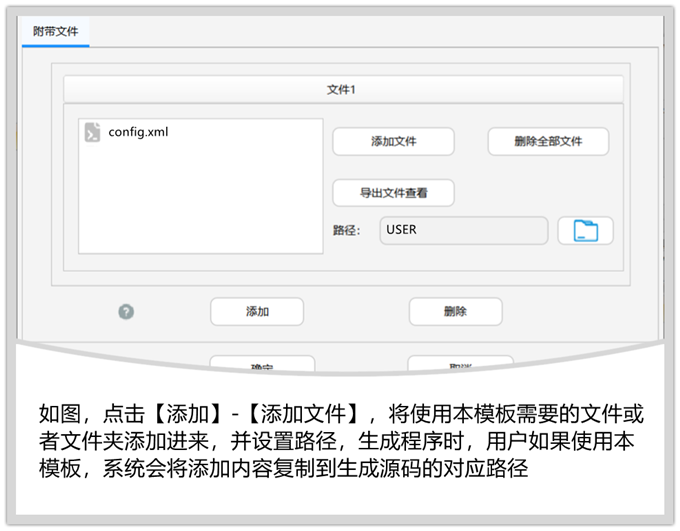 附带文件
文件1
config.xml
添加文件
删除全部文件
导出文件查看
路径：
USER
?
添加
删除
确定
取消
如图，点击【添加】-【添加文件】，将使用本模板需要的文件或
者文件夹添加进来，并设置路径，生成程序时，用户如果使用本
模板，系统会将添加内容复制到生成源码的对应路径